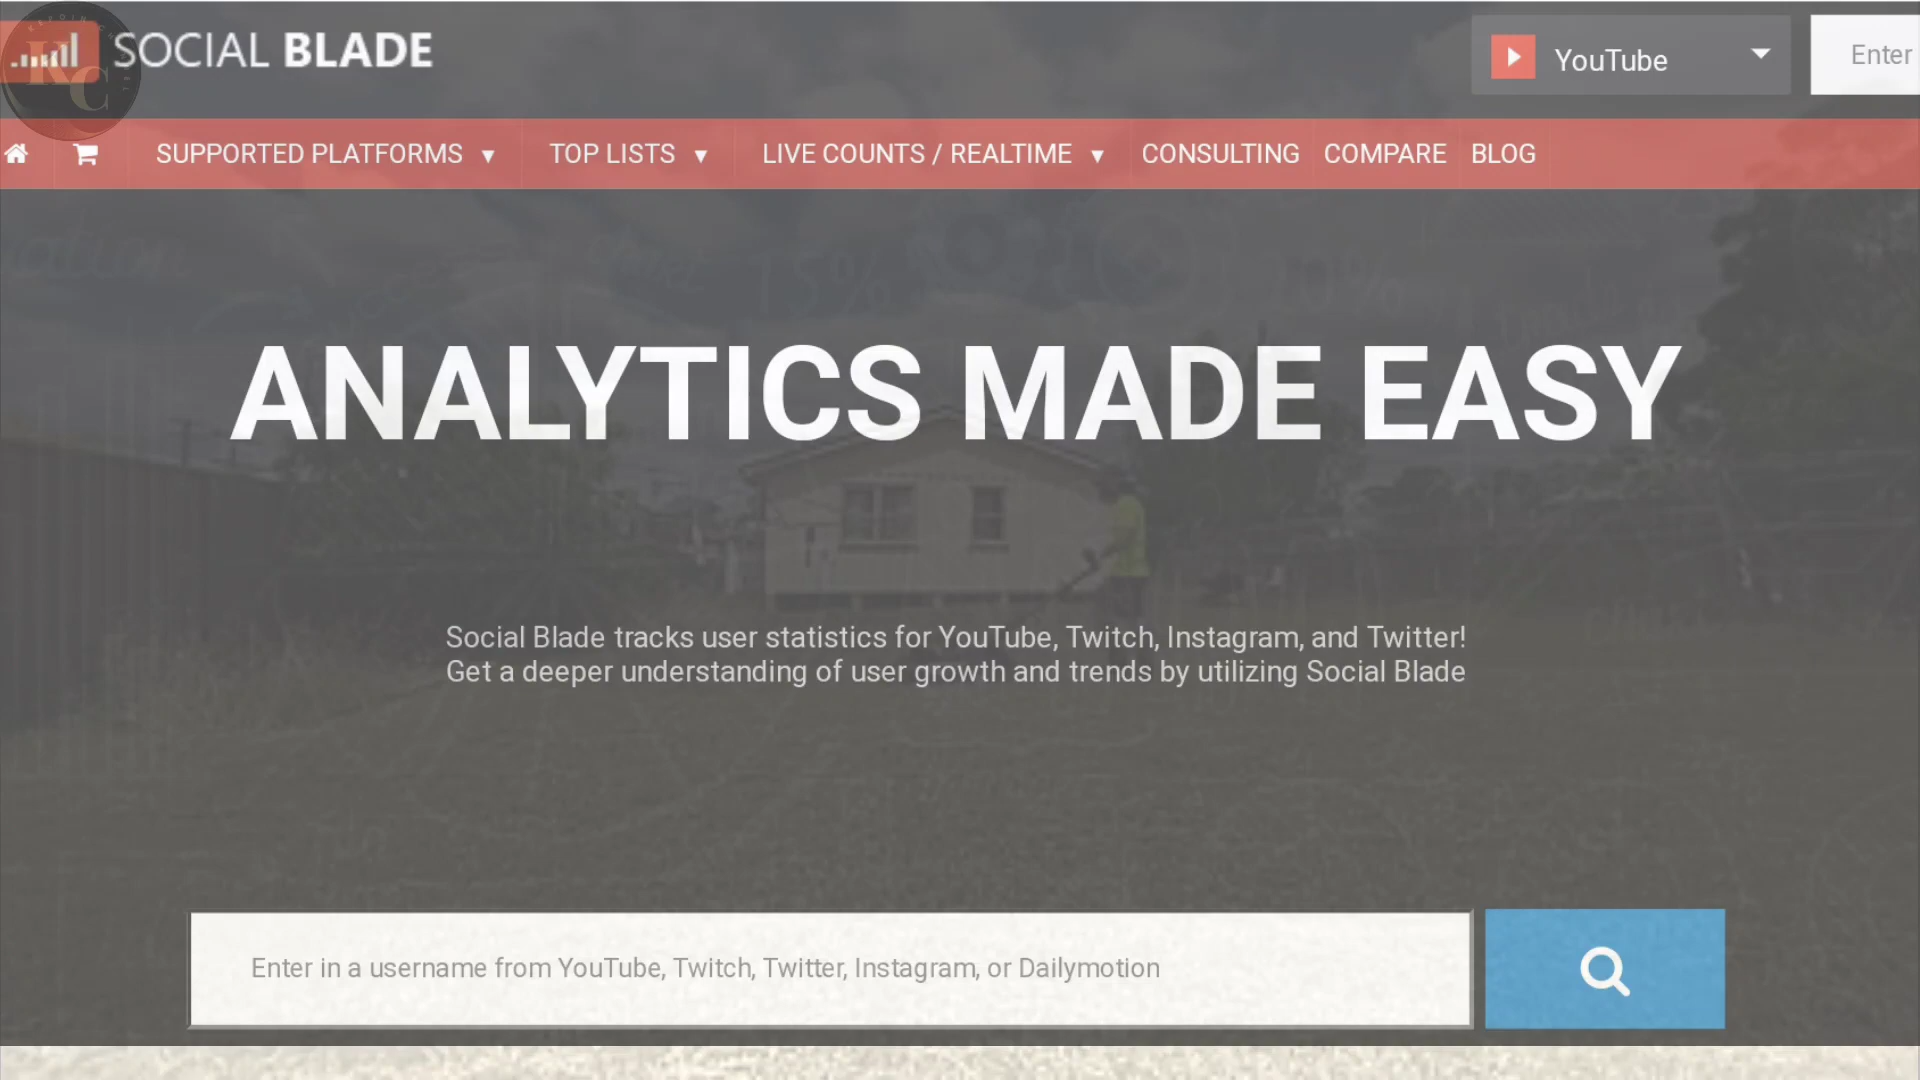 SOCIAL BLADE
YouTube
Enter
SUPPORTED PLATFORMS ▼
TOP LISTS ▼
LIVE COUNTS / REALTIME ▼
CONSULTING
COMPARE
BLOG
15%
ANALYTICS MADE EASY
Social Blade tracks user statistics for YouTube, Twitch, Instagram, and Twitter!
Get a deeper understanding of user growth and trends by utilizing Social Blade
Enter in a username from YouTube, Twitch, Twitter, Instagram, or Dailymotion
KC